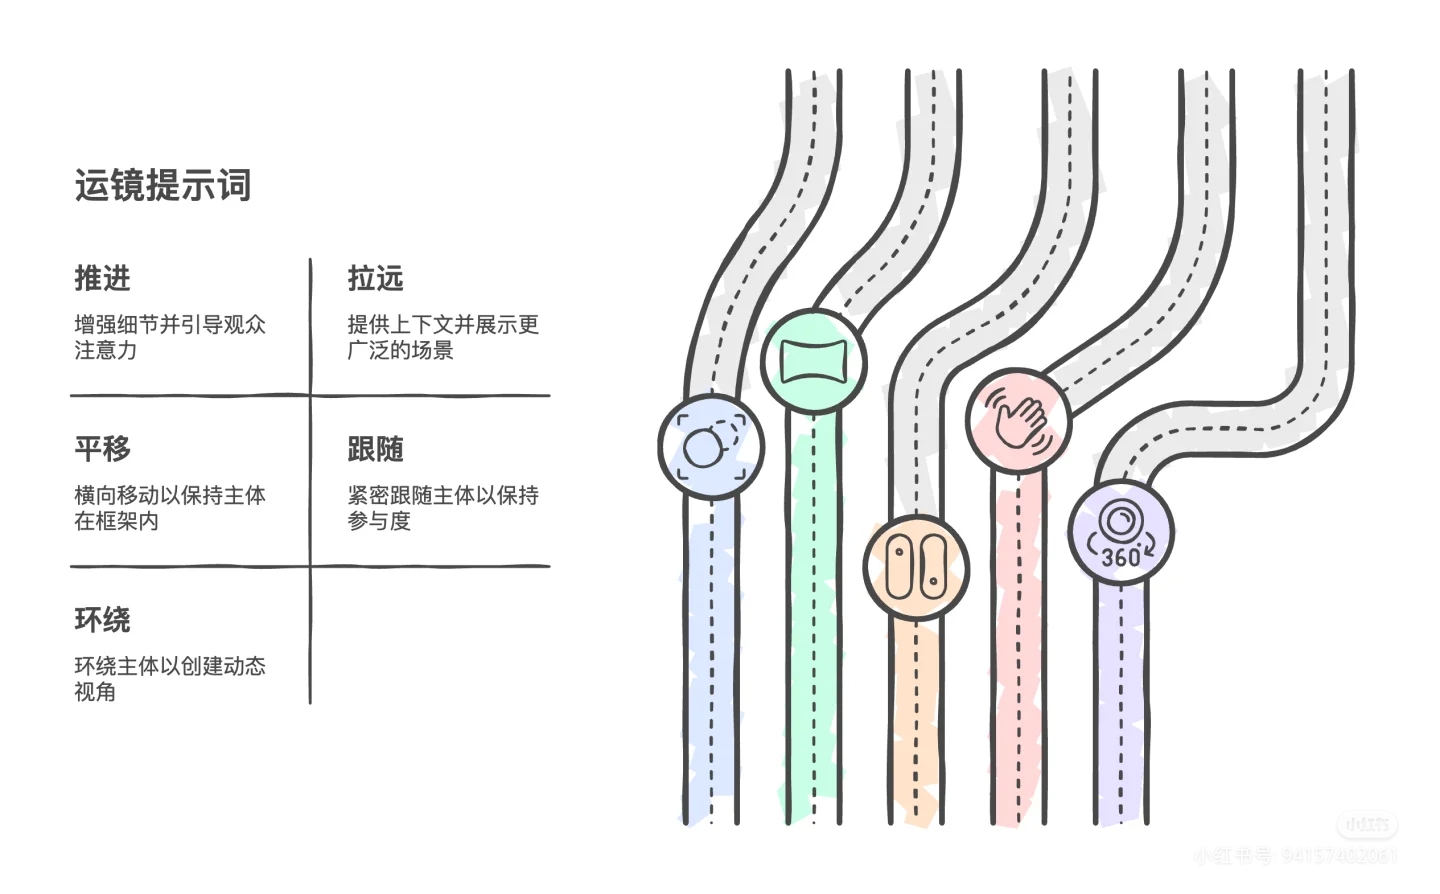 运镜提示词
推进
增强细节并引导观众
注意力
拉远
提供上下文并展示更
广泛的场景
平移
横向移动以保持主体
在框架内
跟随
紧密跟随主体以保持
参与度
环绕
环绕主体以创建动态
视角
360°
小红书
小红书号: 94157402061